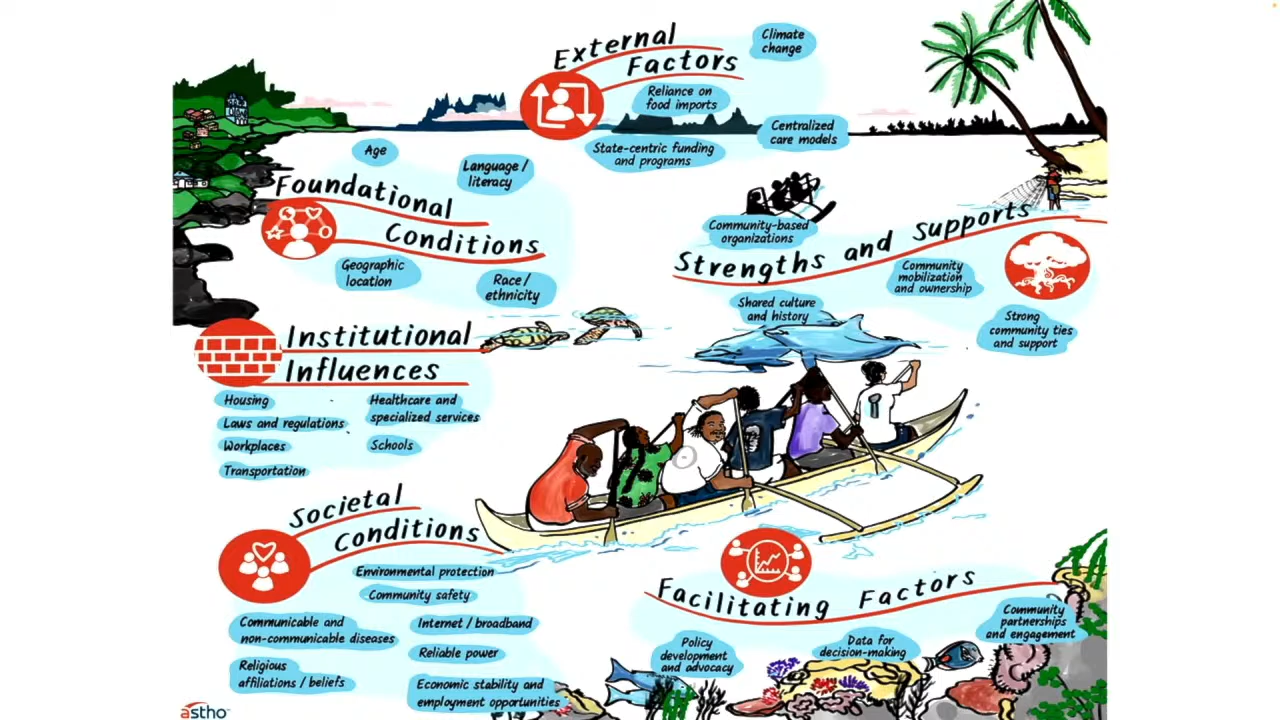 External
Factors
Climate
change
Reliance on
food imports
Centralized
care models
State-centric funding
and programs
Age
Language/
literacy
Foundational
Conditions
Geographic
location
Race/
ethnicity
Community-based
organizations
Strengths and Supports
Community
mobilization
and ownership
Shared culture
and history
Strong
community ties
and support
Institutional
Influences
Housing
Laws and regulations
Workplaces
Transportation
Healthcare and
specialized services
Schools
Societal
Conditions
Environmental protection
Community safety
Communicable and
non-communicable diseases
Religious
affiliations / beliefs
Internet / broadband
Reliable power
Economic stability and
employment opportunities
Facilitating Factors
Policy
development
and advocacy
Data for
decision-making
Community
partnerships
and engagement
astho™